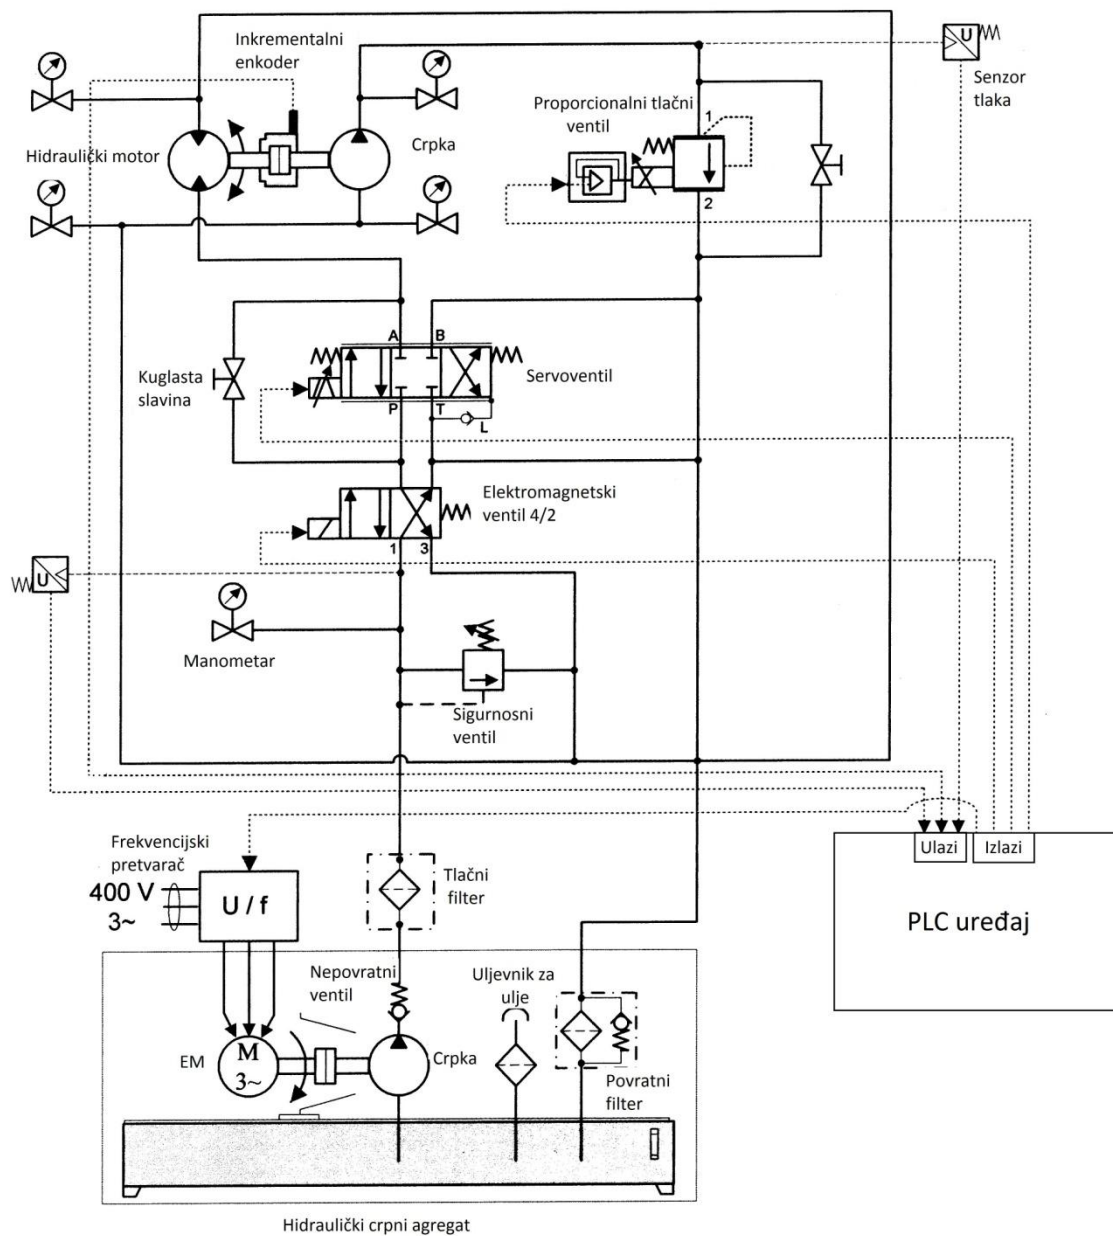 Inkrementalni
enkoder
U
Senzor
tlaka
Proporcionalni tlačni
ventil
1
Hidraulički motor
Crpka
2
A
B
Kuglasta
slavina
Servoventil
P
T
L
Elektromagnetski
ventil 4/2
1
3
U
Manometar
Sigurnosni
ventil
Frekvencijski
pretvarač
400 V
3~
U / f
Tlačni
filter
Ulazi
Izlazi
PLC uređaj
Nepovratni
ventil
Uljevnik za
ulje
EM
M
3~
Crpka
Povratni
filter
Hidraulički crpni agregat